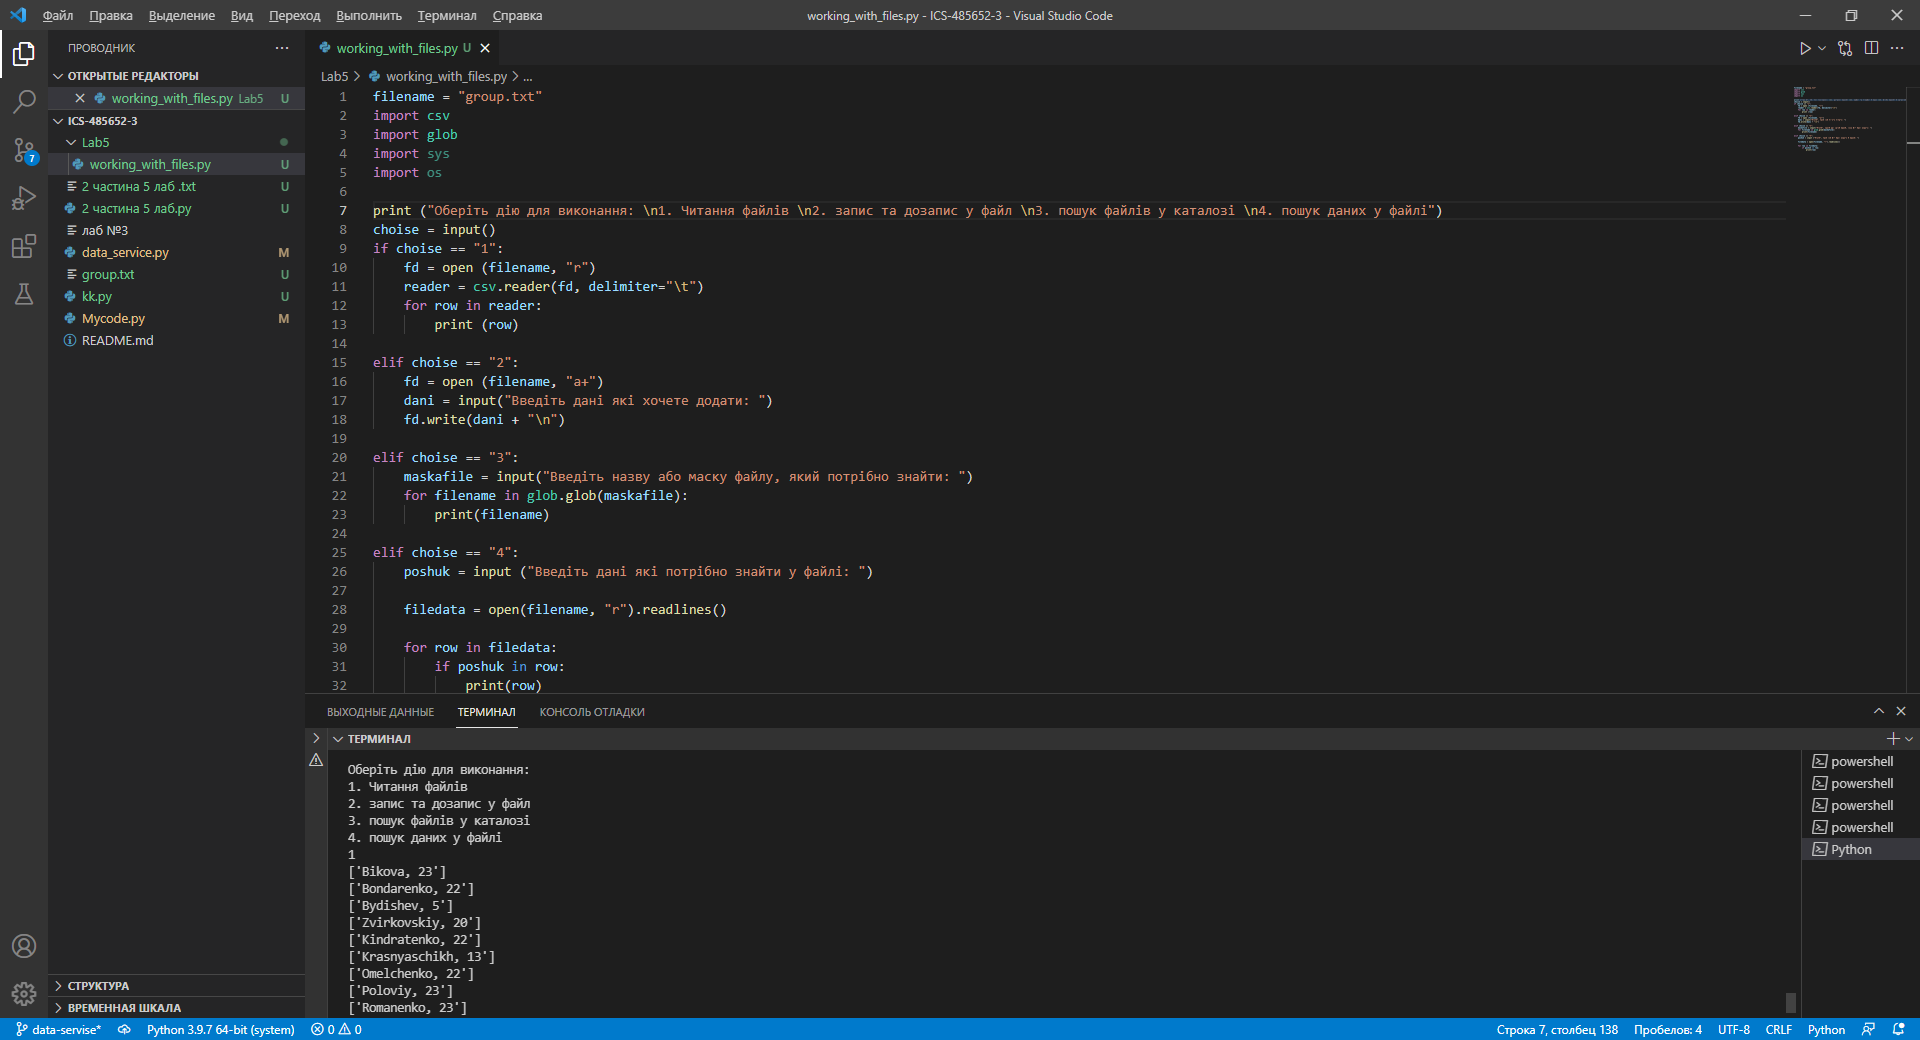 Файл Правка Выделение Вид Переход Выполнить Терминал Справка
working_with_files.py - ICS-485652-3 - Visual Studio Code
ПРОВОДНИК
ОТКРЫТЫЕ РЕДАКТОРЫ
working_with_files.py Lab5 U
ICS-485652-3
Lab5
working_with_files.py U
2 частина 5 лаб .txt U
2 частина 5 лаб.py U
лаб №3
data_service.py M
group.txt U
kk.py U
Mycode.py M
README.md
СТРУКТУРА
ВРЕМЕННАЯ ШКАЛА
7
working_with_files.py U
Lab5 > working_with_files.py > ...
1 filename = "group.txt"
2 import csv
3 import glob
4 import sys
5 import os
6
7 print ("Оберіть дію для виконання: \n1. Читання файлів \n2. запис та дозапис у файл \n3. пошук файлів у каталозі \n4. пошук даних у файлі")
8 choise = input()
9 if choise == "1":
10 fd = open (filename, "r")
11 reader = csv.reader(fd, delimiter="\t")
12 for row in reader:
13 print (row)
14
15 elif choise == "2":
16 fd = open (filename, "a+")
17 dani = input("Введіть дані які хочете додати: ")
18 fd.write(dani + "\n")
19
20 elif choise == "3":
21 maskafile = input("Введіть назву або маску файлу, який потрібно знайти: ")
22 for filename in glob.glob(maskafile):
23 print(filename)
24
25 elif choise == "4":
26 poshuk = input ("Введіть дані які потрібно знайти у файлі: ")
27
28 filedata = open(filename, "r").readlines()
29
30 for row in filedata:
31 if poshuk in row:
32 print(row)
ВЫХОДНЫЕ ДАННЫЕ ТЕРМИНАЛ КОНСОЛЬ ОТЛАДКИ
ТЕРМИНАЛ
Оберіть дію для виконання:
1. Читання файлів
2. запис та дозапис у файл
3. пошук файлів у каталозі
4. пошук даних у файлі
1
['Bikova, 23']
['Bondarenko, 22']
['Bydishev, 5']
['Zvirkovskiy, 20']
['Kindratenko, 22']
['Krasnyaschikh, 13']
['Omelchenko, 22']
['Poloviy, 23']
['Romanenko, 23']
powershell
powershell
powershell
powershell
Python
data-servise* Python 3.9.7 64-bit (system) 0 0 Строка 7, столбец 138 Пробелов: 4 UTF-8 CRLF Python